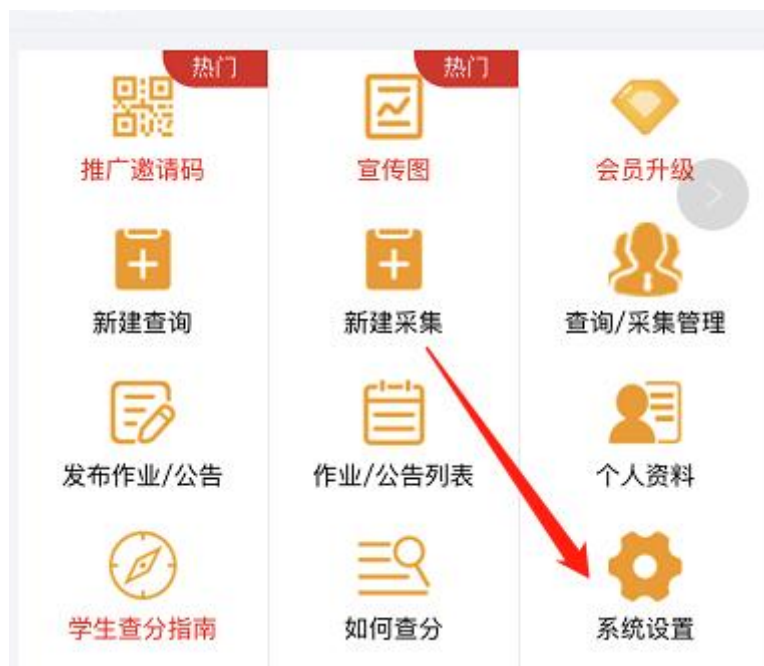 热门
热门
推广邀请码
宣传图
会员升级
新建查询
新建采集
查询/采集管理
发布作业/公告
作业/公告列表
个人资料
学生查分指南
如何查分
系统设置